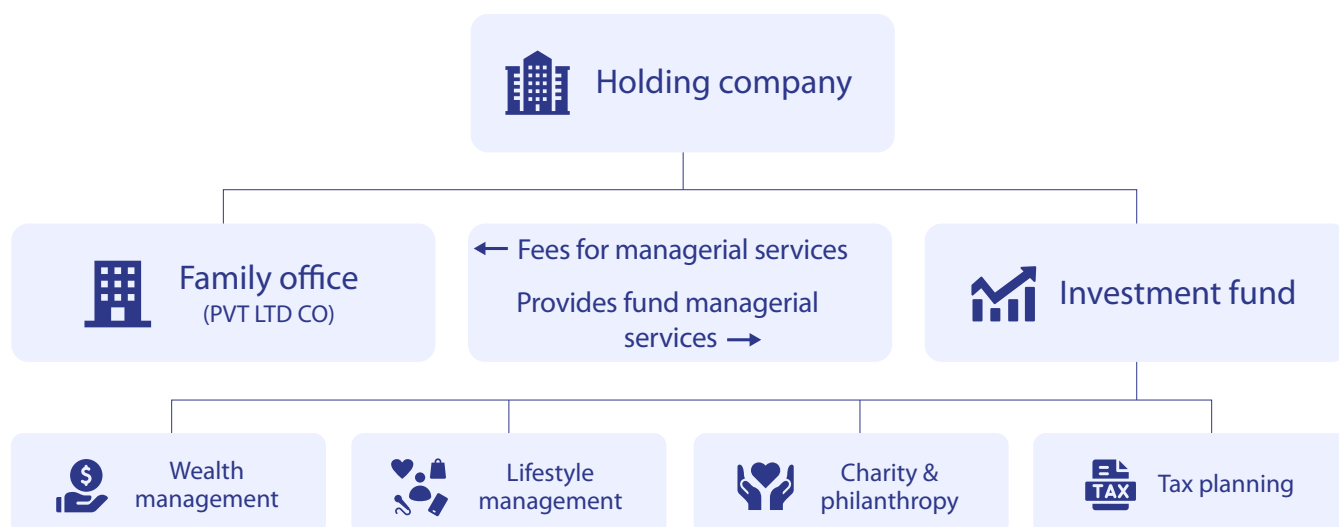 Holding company
Family office
(PVT LTD CO)
← Fees for managerial services
Provides fund managerial
services →
Investment fund
$
Wealth
management
Lifestyle
management
Charity &
philanthropy
TAX
Tax planning